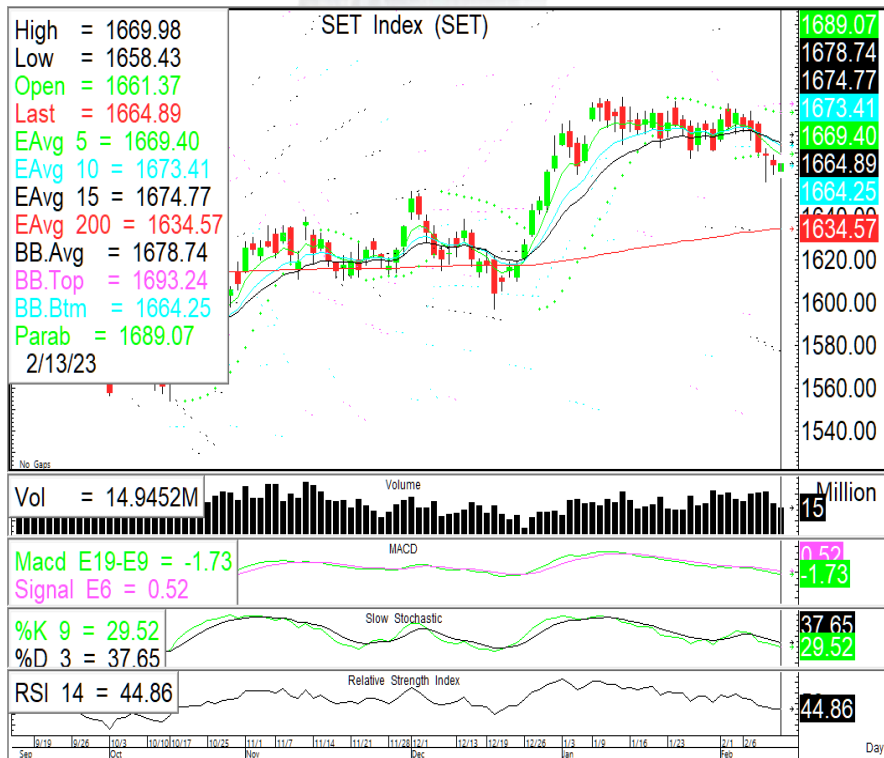 SET Index (SET)
High = 1669.98
Low = 1658.43
Open = 1661.37
Last = 1664.89
EAvg 5 = 1669.40
EAvg 10 = 1673.41
EAvg 15 = 1674.77
EAvg 200 = 1634.57
BB.Avg = 1678.74
BB.Top = 1693.24
BB.Btm = 1664.25
Parab = 1689.07
2/13/23
1689.07
1678.74
1674.77
1673.41
1669.40
1664.89
1664.25
1640.00
1634.57
1620.00
1600.00
1580.00
1560.00
1540.00
No Gaps
Vol = 14.9452M
Volume
Million
15
Macd E19-E9 = -1.73
Signal E6 = 0.52
MACD
0.52
-1.73
%K 9 = 29.52
%D 3 = 37.65
Slow Stochastic
37.65
29.52
RSI 14 = 44.86
Relative Strength Index
44.86
9/19 9/26 10/3 10/10 10/17 10/25 11/1 11/7 11/14 11/21 11/28 12/1 12/13 12/19 12/26 1/3 1/9 1/16 1/23 2/1 2/6
Sep Oct Nov Dec Jan Feb
Day